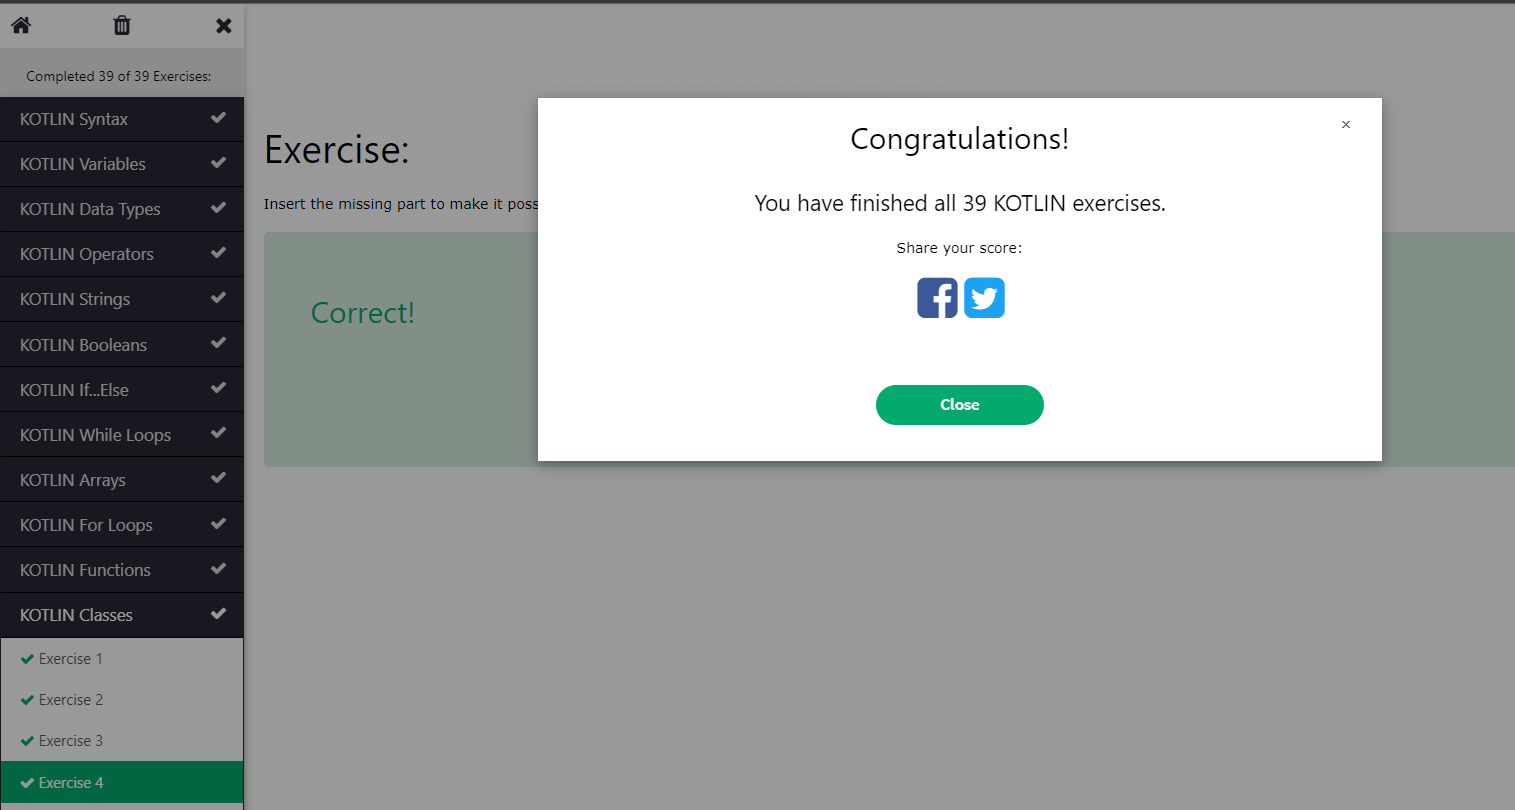 Completed 39 of 39 Exercises:
KOTLIN Syntax
KOTLIN Variables
KOTLIN Data Types
KOTLIN Operators
KOTLIN Strings
KOTLIN Booleans
KOTLIN If...Else
KOTLIN While Loops
KOTLIN Arrays
KOTLIN For Loops
KOTLIN Functions
KOTLIN Classes
Exercise 1
Exercise 2
Exercise 3
Exercise 4
Exercise:
Insert the missing part to make it poss
Correct!
×
Congratulations!
You have finished all 39 KOTLIN exercises.
Share your score:
Close